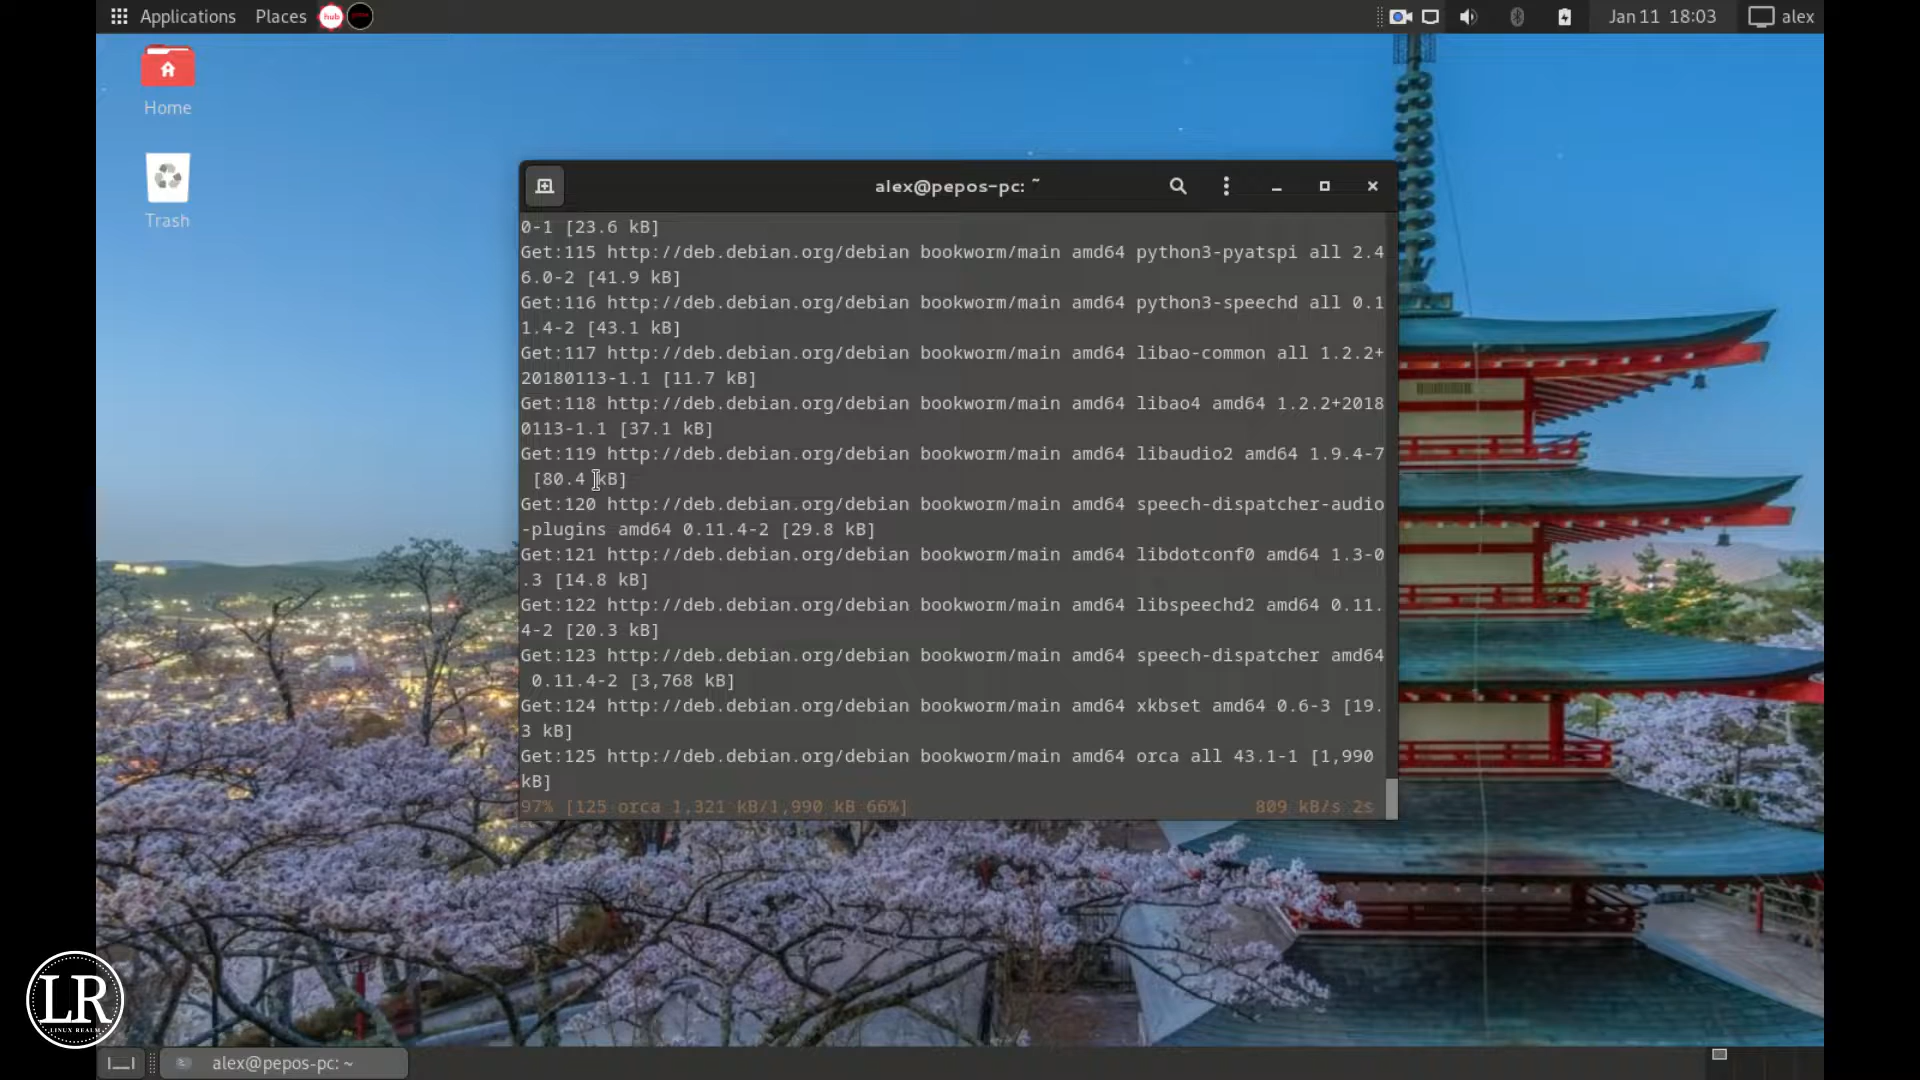 Applications Places hub Jan 11 18:03 alex
Home
Trash
alex@pepos-pc: ~
0-1 [23.6 kB]
Get:115 http://deb.debian.org/debian bookworm/main amd64 python3-pyatspi all 2.4
6.0-2 [41.9 kB]
Get:116 http://deb.debian.org/debian bookworm/main amd64 python3-speechd all 0.1
1.4-2 [43.1 kB]
Get:117 http://deb.debian.org/debian bookworm/main amd64 libao-common all 1.2.2+
20180113-1.1 [11.7 kB]
Get:118 http://deb.debian.org/debian bookworm/main amd64 libao4 amd64 1.2.2+2018
0113-1.1 [37.1 kB]
Get:119 http://deb.debian.org/debian bookworm/main amd64 libaudio2 amd64 1.9.4-7
[80.4 kB]
Get:120 http://deb.debian.org/debian bookworm/main amd64 speech-dispatcher-audio
-plugins amd64 0.11.4-2 [29.8 kB]
Get:121 http://deb.debian.org/debian bookworm/main amd64 libdotconf0 amd64 1.3-0
.3 [14.8 kB]
Get:122 http://deb.debian.org/debian bookworm/main amd64 libspeechd2 amd64 0.11.
4-2 [20.3 kB]
Get:123 http://deb.debian.org/debian bookworm/main amd64 speech-dispatcher amd64
0.11.4-2 [3,768 kB]
Get:124 http://deb.debian.org/debian bookworm/main amd64 xkbset amd64 0.6-3 [19.
3 kB]
Get:125 http://deb.debian.org/debian bookworm/main amd64 orca all 43.1-1 [1,990
kB]
97% [125 orca 1,321 kB/1,990 kB 66%] 809 kB/s 2s
LR
LINUX REALM
alex@pepos-pc: ~